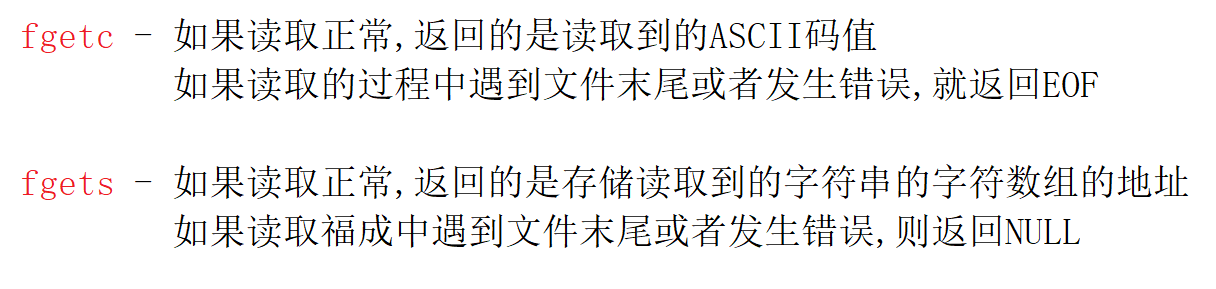 fgetc - 如果读取正常,返回的是读取到的ASCII码值
如果读取的过程中遇到文件末尾或者发生错误,就返回EOF
fgets - 如果读取正常,返回的是存储读取到的字符串的字符数组的地址
如果读取福成中遇到文件末尾或者发生错误,则返回NULL